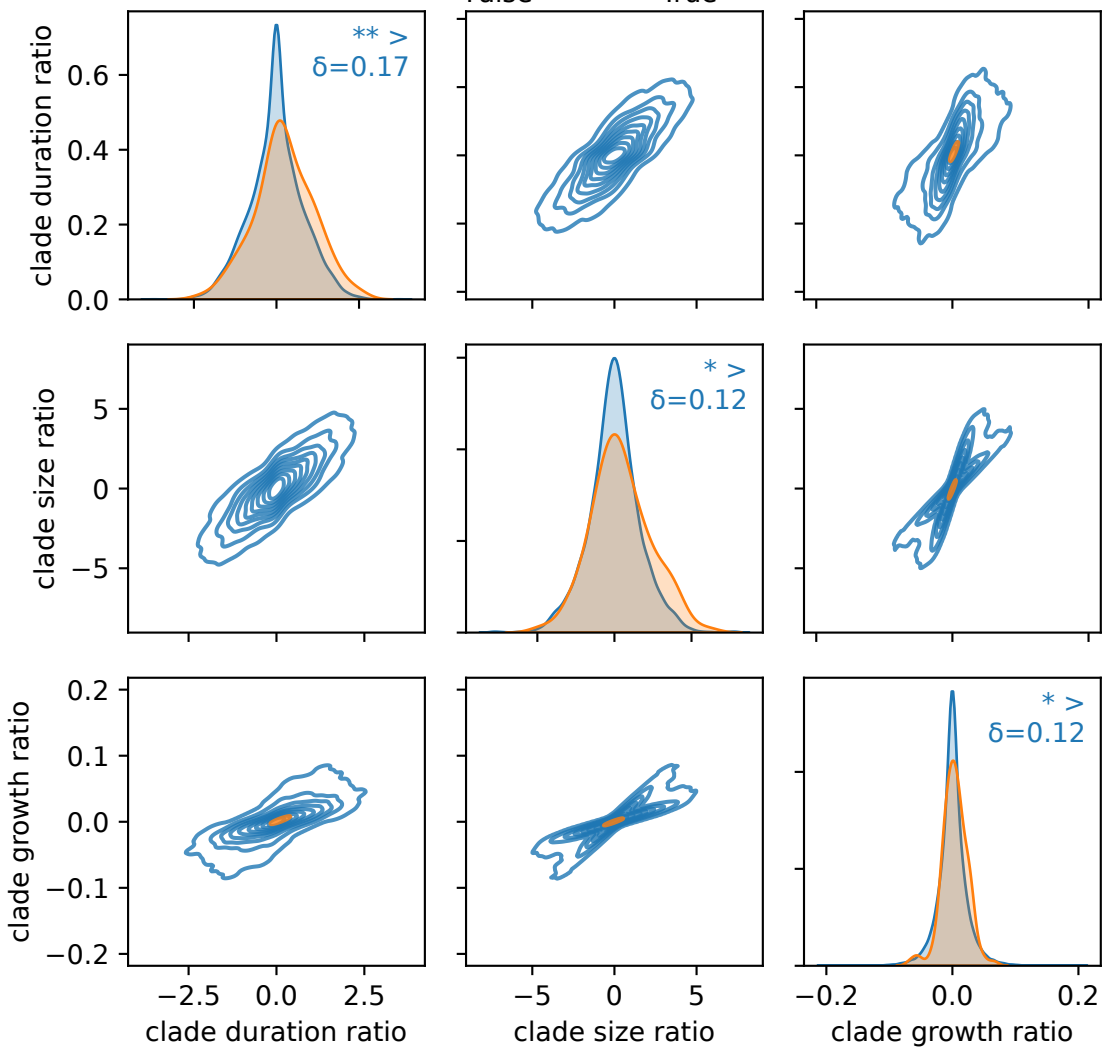 ** >
δ=0.17
clade duration ratio
0.6
0.4
0.2
0.0
* >
δ=0.12
clade size ratio
5
0
−5
* >
δ=0.12
clade growth ratio
0.2
0.1
0.0
−0.1
−0.2
−2.5 0.0 2.5
−5 0 5
−0.2 0.0 0.2
clade duration ratio
clade size ratio
clade growth ratio